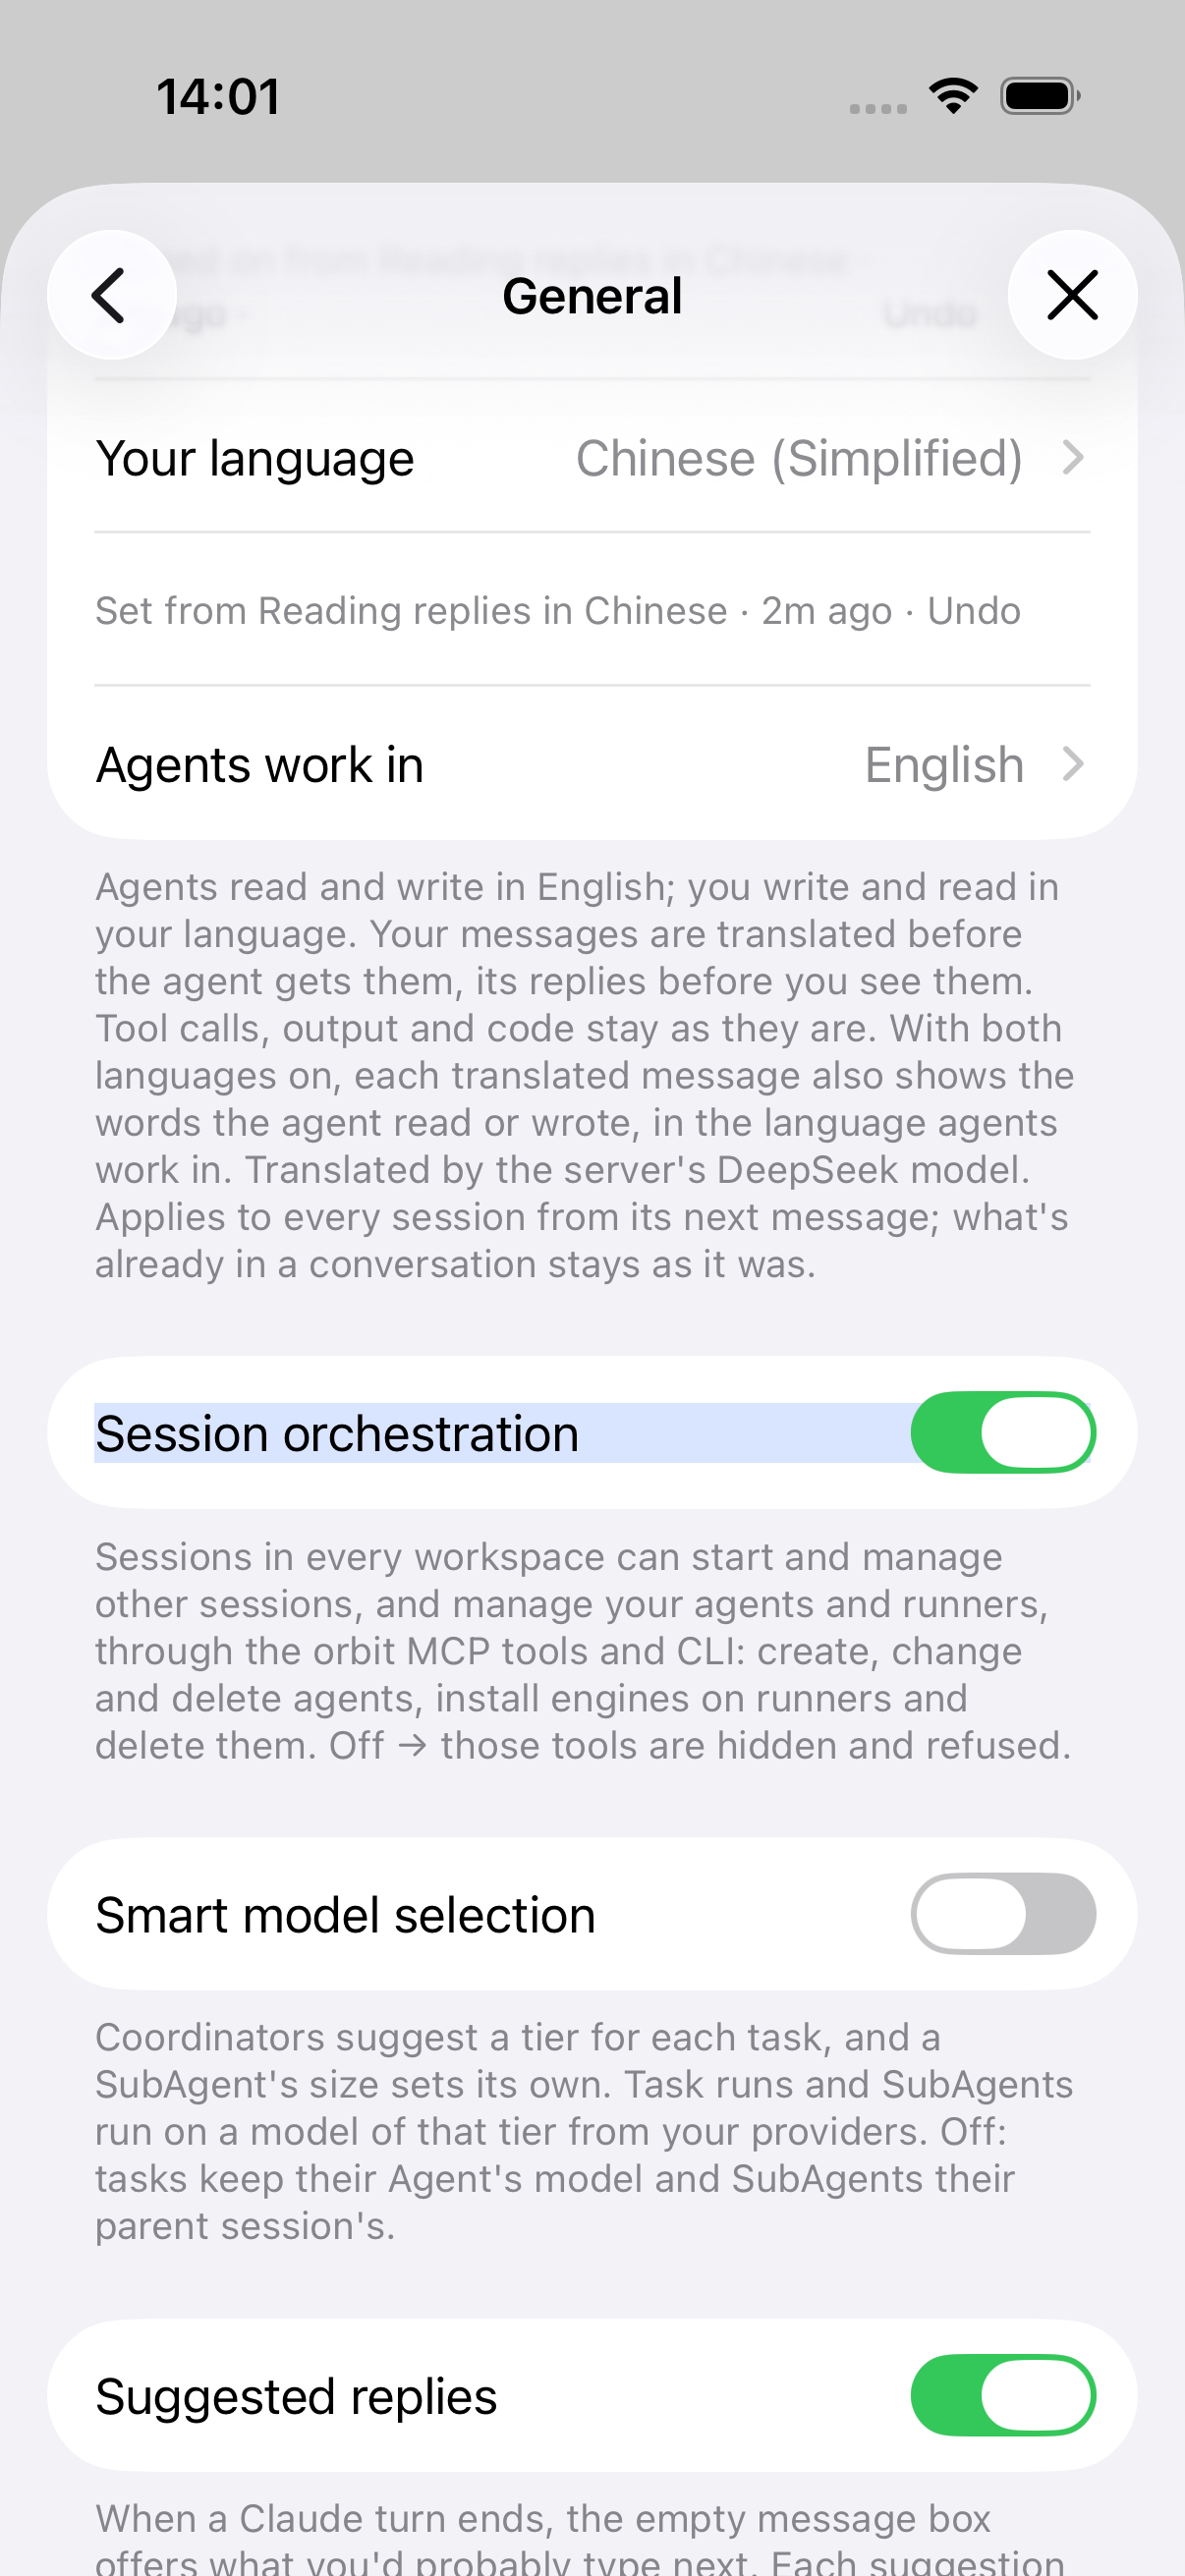 14:01
General
Your language
Chinese (Simplified)
Set from Reading replies in Chinese · 2m ago · Undo
Agents work in
English
Agents read and write in English; you write and read in
your language. Your messages are translated before
the agent gets them, its replies before you see them.
Tool calls, output and code stay as they are. With both
languages on, each translated message also shows the
words the agent read or wrote, in the language agents
work in. Translated by the server's DeepSeek model.
Applies to every session from its next message; what's
already in a conversation stays as it was.
Session orchestration
Sessions in every workspace can start and manage
other sessions, and manage your agents and runners,
through the orbit MCP tools and CLI: create, change
and delete agents, install engines on runners and
delete them. Off → those tools are hidden and refused.
Smart model selection
Coordinators suggest a tier for each task, and a
SubAgent's size sets its own. Task runs and SubAgents
run on a model of that tier from your providers. Off:
tasks keep their Agent's model and SubAgents their
parent session's.
Suggested replies
When a Claude turn ends, the empty message box
offers what you'd probably type next. Each suggestion